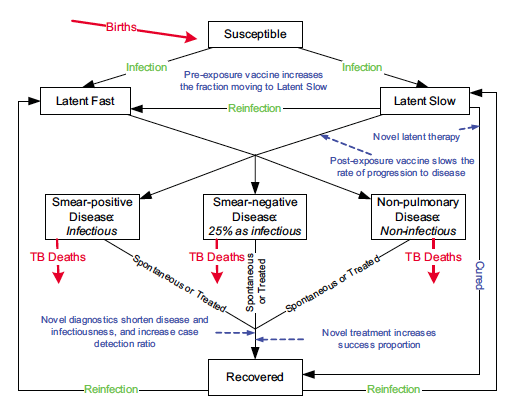 Births
Susceptible
Infection
Infection
Pre-exposure vaccine increases
the fraction moving to Latent Slow
Latent Fast
Reinfection
Latent Slow
Novel latent therapy
Post-exposure vaccine slows the
rate of progression to disease
Smear-positive
Disease:
Infectious
Smear-negative
Disease:
25% as infectious
Non-pulmonary
Disease:
Non-infectious
TB Deaths
TB Deaths
TB Deaths
Spontaneous or Treated
Spontaneous
or Treated
Spontaneous or Treated
Cured
Novel diagnostics shorten disease and
infectiousness, and increase case
detection ratio
Novel treatment increases
success proportion
Recovered
Reinfection
Reinfection